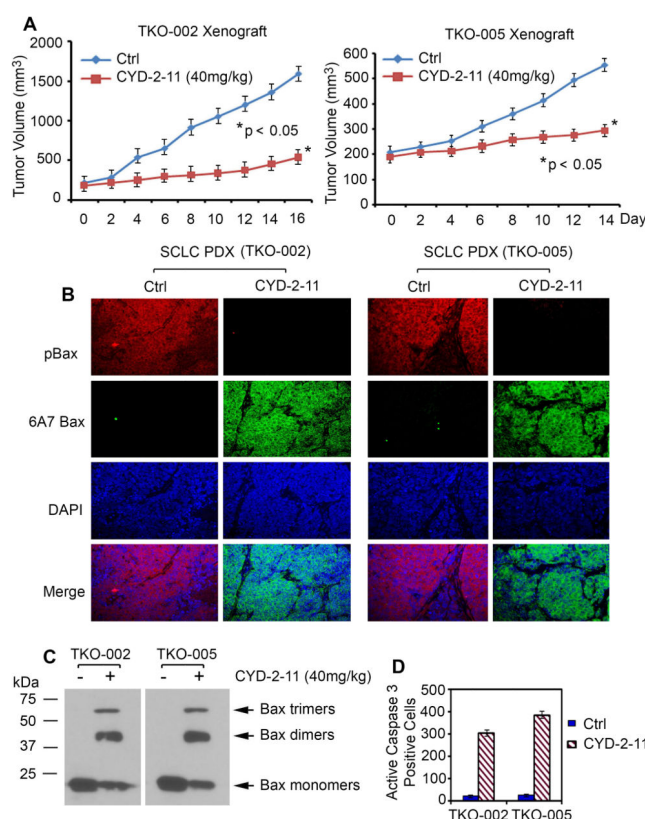 A
TKO-002 Xenograft
Tumor Volume (mm3)
2000
1500
1000
500
0
Ctrl
CYD-2-11 (40mg/kg)
*p < 0.05
*
0 2 4 6 8 10 12 14 16
TKO-005 Xenograft
Tumor Volume (mm3)
600
500
400
300
200
100
0
Ctrl
CYD-2-11 (40mg/kg)
*
*p < 0.05
0 2 4 6 8 10 12 14 Day
B
SCLC PDX (TKO-002)
SCLC PDX (TKO-005)
Ctrl CYD-2-11 Ctrl CYD-2-11
pBax
6A7 Bax
DAPI
Merge
C
TKO-002 TKO-005
- + - + CYD-2-11 (40mg/kg)
kDa
75
50
37
25
Bax trimers
Bax dimers
Bax monomers
D
Active Caspase 3
Positive Cells
400
300
200
100
0
Ctrl
CYD-2-11
TKO-002 TKO-005